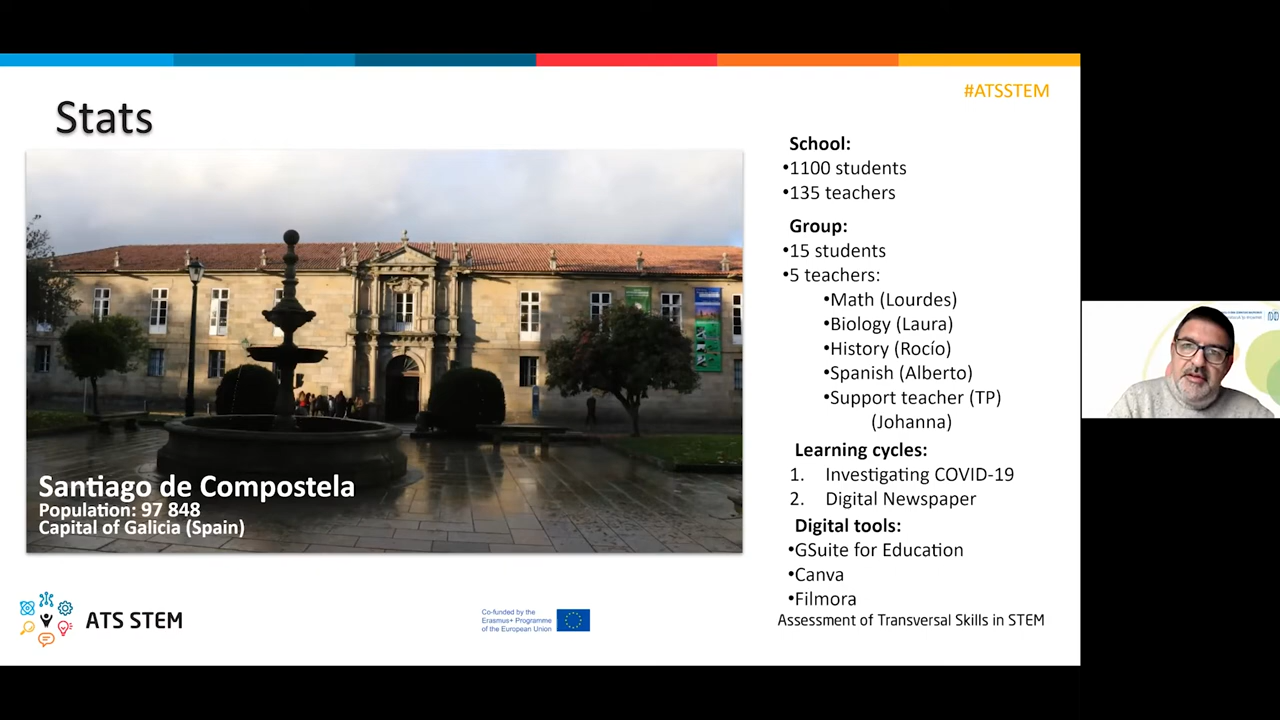 #ATSSTEM
Stats
School:
•1100 students
•135 teachers
Group:
•15 students
•5 teachers:
•Math (Lourdes)
•Biology (Laura)
•History (Rocío)
•Spanish (Alberto)
•Support teacher (TP)
(Johanna)
Learning cycles:
1. Investigating COVID-19
2. Digital Newspaper
Digital tools:
•GSuite for Education
•Canva
•Filmora
Santiago de Compostela
Population: 97 848
Capital of Galicia (Spain)
ATS STEM
Co-funded by the
Erasmus+ Programme
of the European Union
Assessment of Transversal Skills in STEM